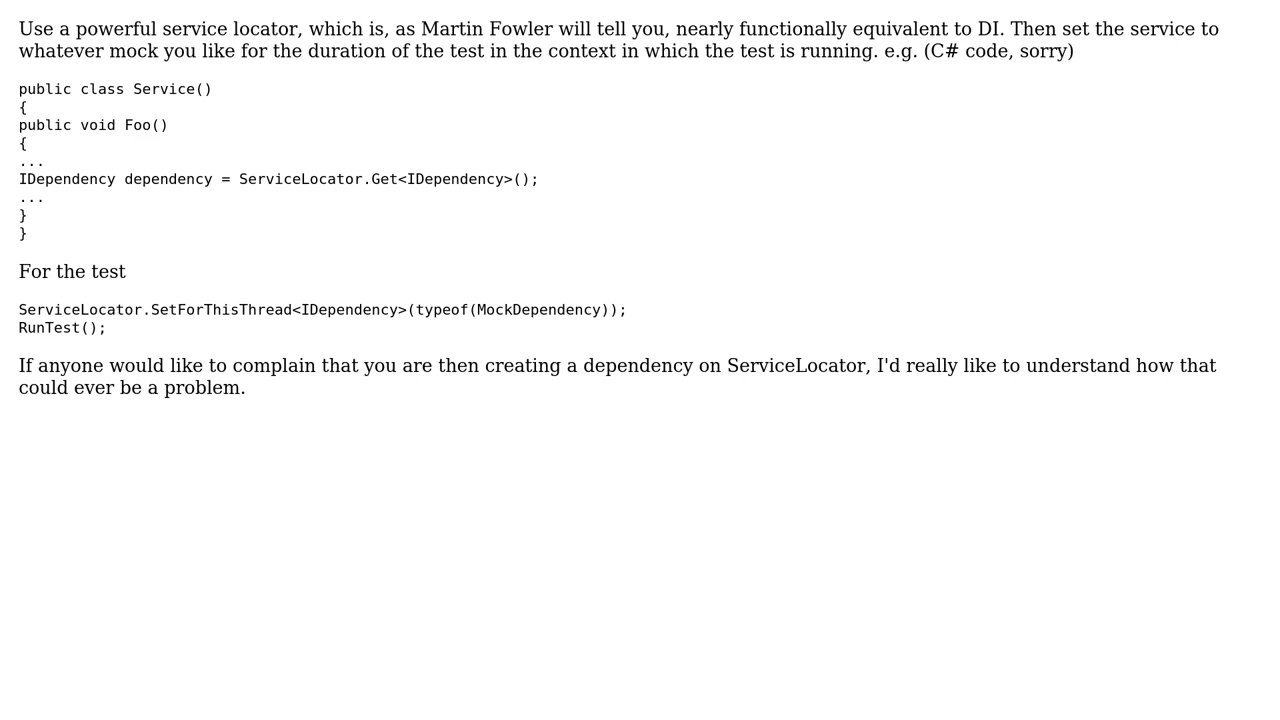 Use a powerful service locator, which is, as Martin Fowler will tell you, nearly functionally equivalent to DI. Then set the service to
whatever mock you like for the duration of the test in the context in which the test is running. e.g. (C# code, sorry)
public class Service()
{
public void Foo()
{
...
IDependency dependency = ServiceLocator.Get<IDependency>();
...
}
}
For the test
ServiceLocator.SetForThisThread<IDependency>(typeof(MockDependency));
RunTest();
If anyone would like to complain that you are then creating a dependency on ServiceLocator, I'd really like to understand how that
could ever be a problem.